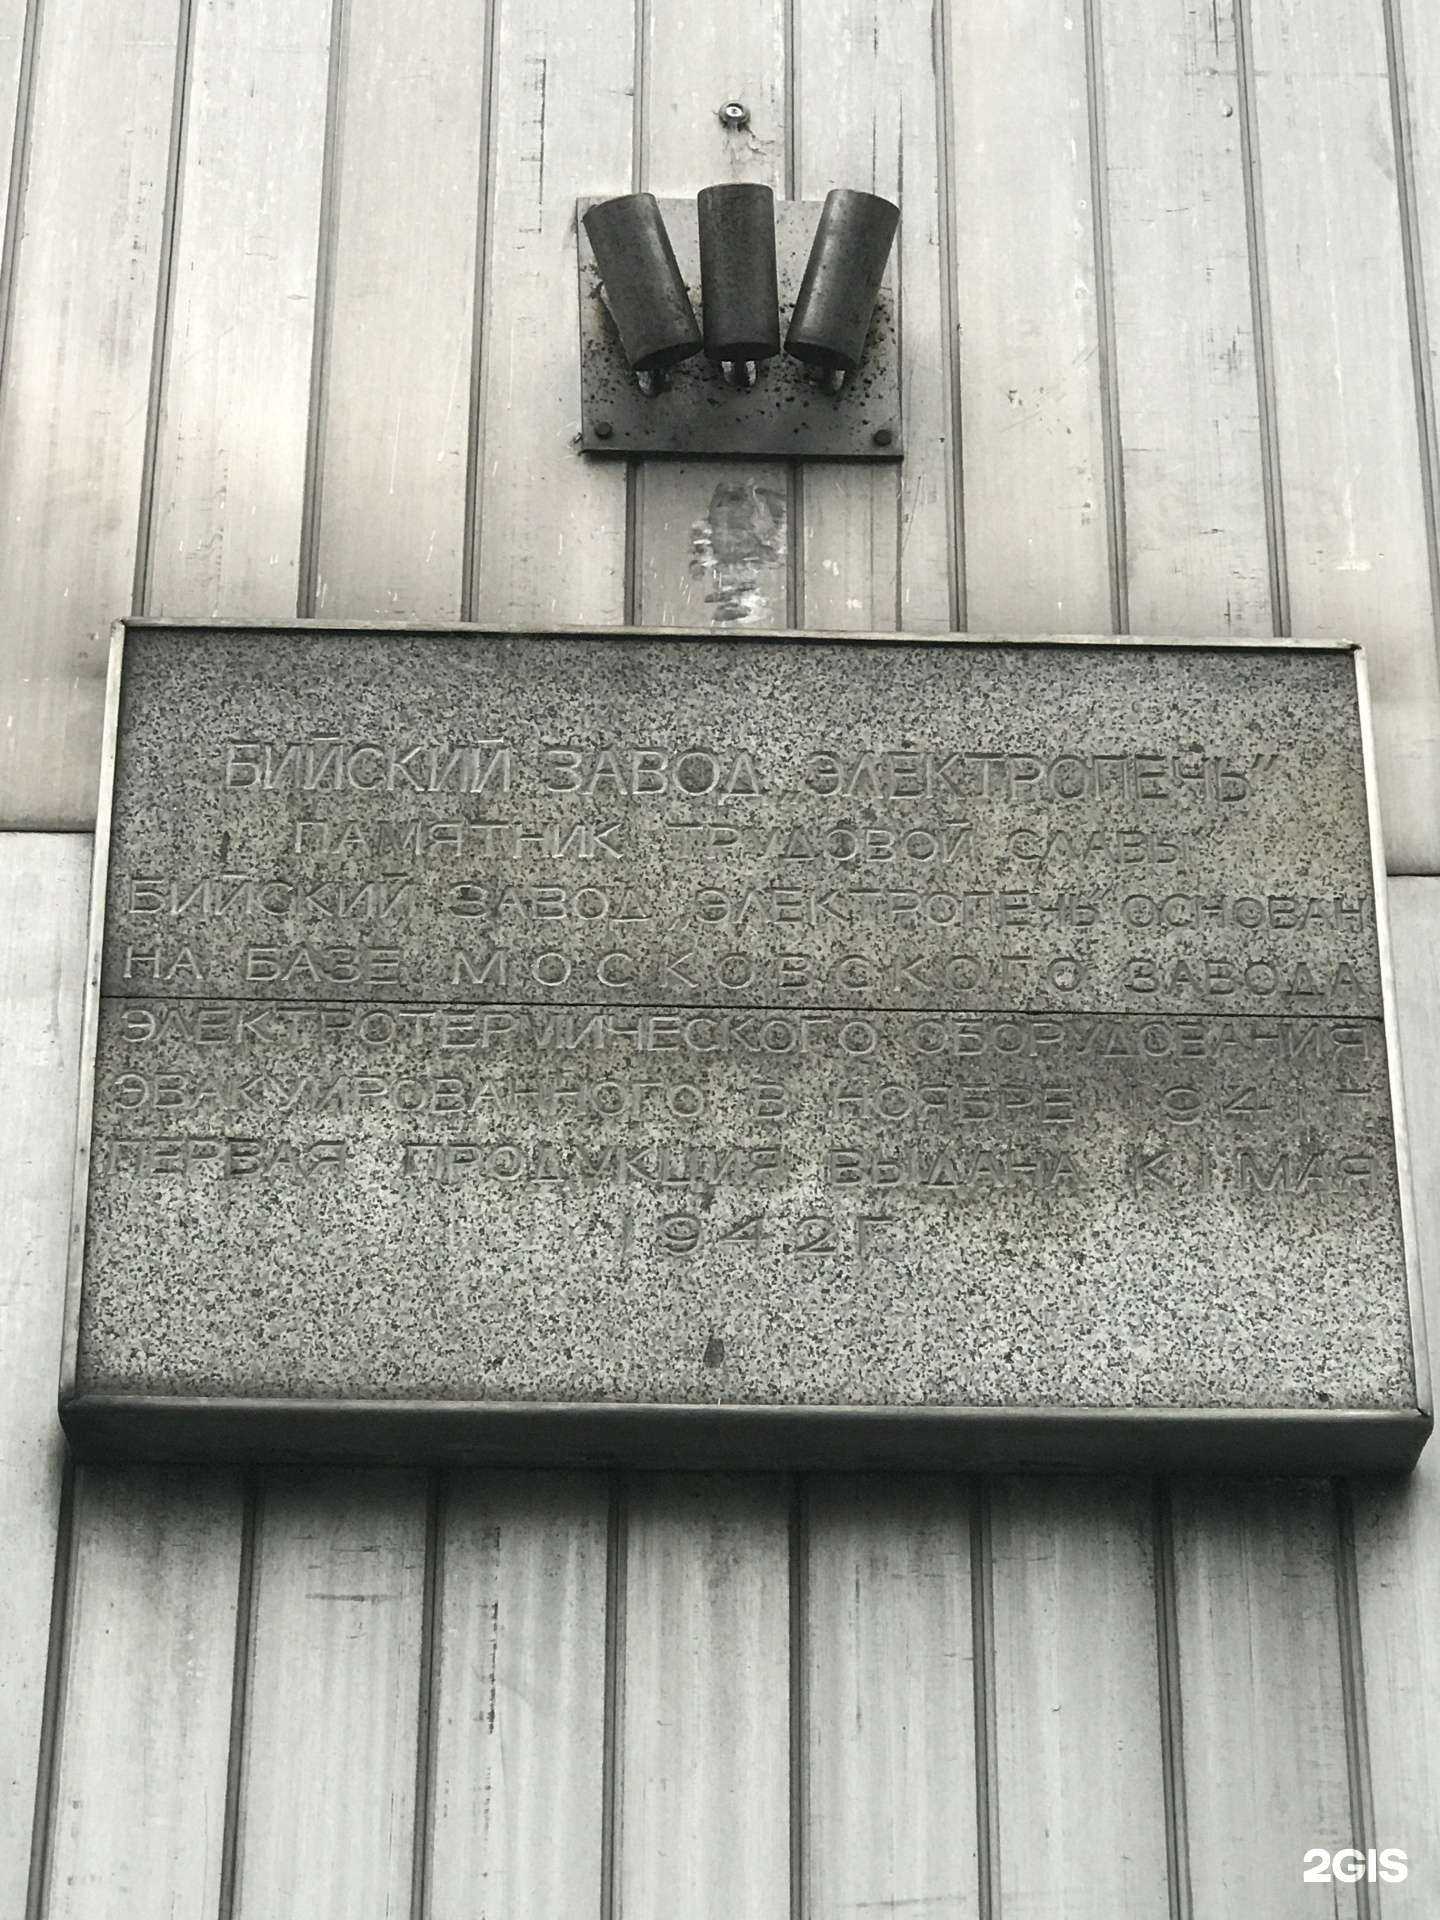 БИЙСКИЙ ЗАВОД „ЭЛЕКТРОПЕЧЬ”
ПАМЯТНИК ТРУДОВОЙ СЛАВЫ
БИЙСКИЙ ЗАВОД „ЭЛЕКТРОПЕЧЬ” ОСНОВАН
НА БАЗЕ МОСКОВСКОГО ЗАВОДА
ЭЛЕКТРОТЕРМИЧЕСКОГО ОБОРУДОВАНИЯ
ЭВАКУИРОВАННОГО В НОЯБРЕ 1941 Г.
ПЕРВАЯ ПРОДУКЦИЯ ВЫДАНА К 1 МАЯ
1942 Г.
2GIS